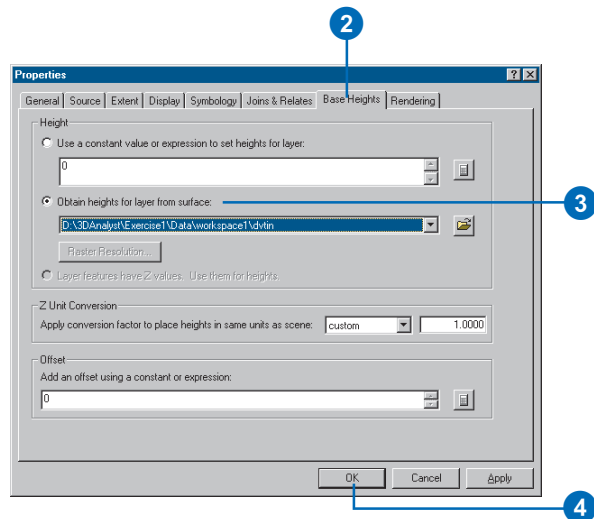 2
Properties
General Source Extent Display Symbology Joins & Relates Base Heights Rendering
Height
Use a constant value or expression to set heights for layer:
0
Obtain heights for layer from surface:
3
D:\3DAnalyst\Exercise1\Data\workspace1\dvtin
Raster Resolution...
Layer features have Z values. Use them for heights.
Z Unit Conversion
Apply conversion factor to place heights in same units as scene: custom 1.0000
Offset
Add an offset using a constant or expression:
0
OK Cancel Apply
4